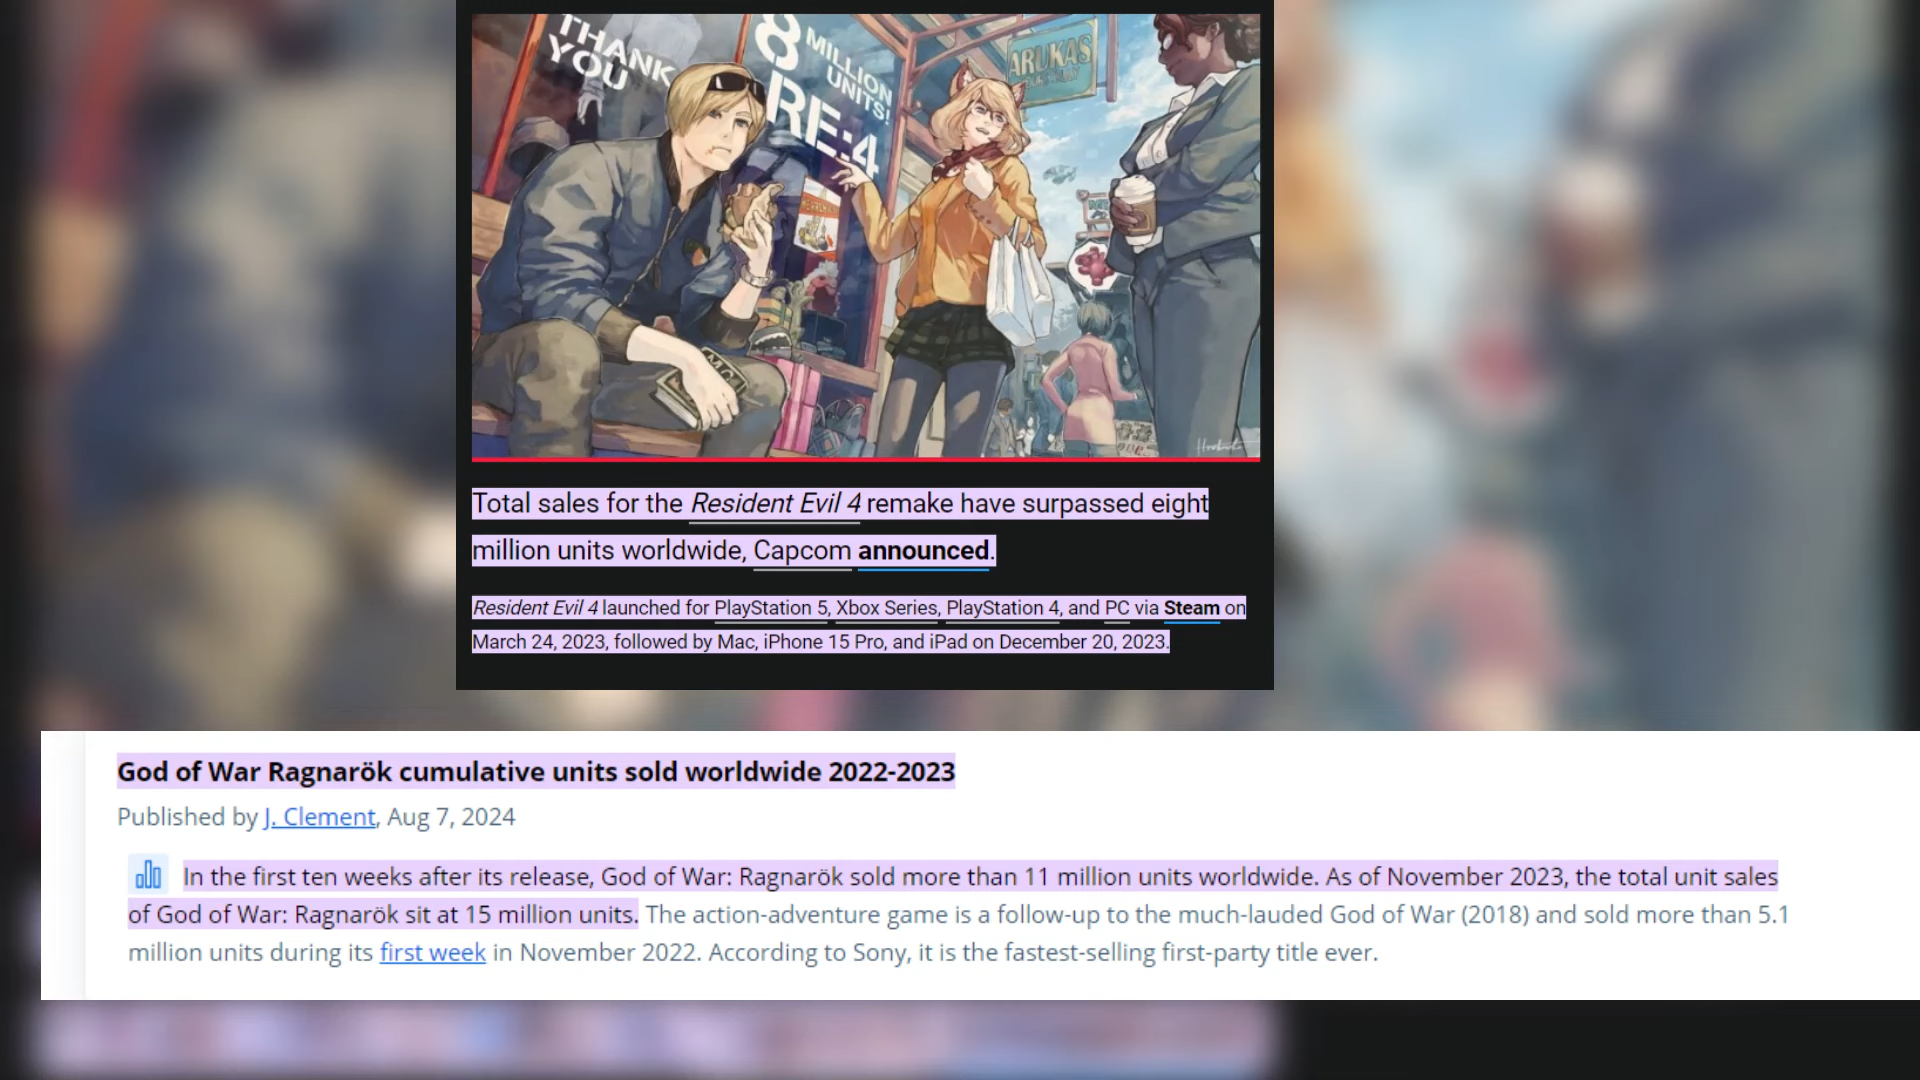 THANK
YOU
8
MILLION
UNITS!
RE:4
ARUKAS
Total sales for the Resident Evil 4 remake have surpassed eight
million units worldwide, Capcom announced.
Resident Evil 4 launched for PlayStation 5, Xbox Series, PlayStation 4, and PC via Steam on
March 24, 2023, followed by Mac, iPhone 15 Pro, and iPad on December 20, 2023.
God of War Ragnarök cumulative units sold worldwide 2022-2023
Published by J. Clement, Aug 7, 2024
In the first ten weeks after its release, God of War: Ragnarök sold more than 11 million units worldwide. As of November 2023, the total unit sales
of God of War: Ragnarök sit at 15 million units. The action-adventure game is a follow-up to the much-lauded God of War (2018) and sold more than 5.1
million units during its first week in November 2022. According to Sony, it is the fastest-selling first-party title ever.